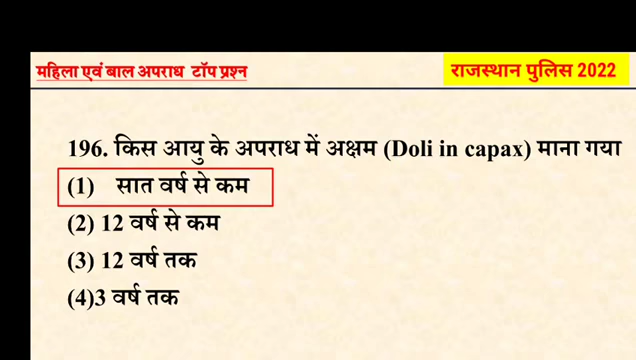 महिला एवं बाल अपराध टॉप प्रश्न
राजस्थान पुलिस 2022
196. किस आयु के अपराध में अक्षम (Doli in capax) माना गया
(1) सात वर्ष से कम
(2) 12 वर्ष से कम
(3) 12 वर्ष तक
(4)3 वर्ष तक